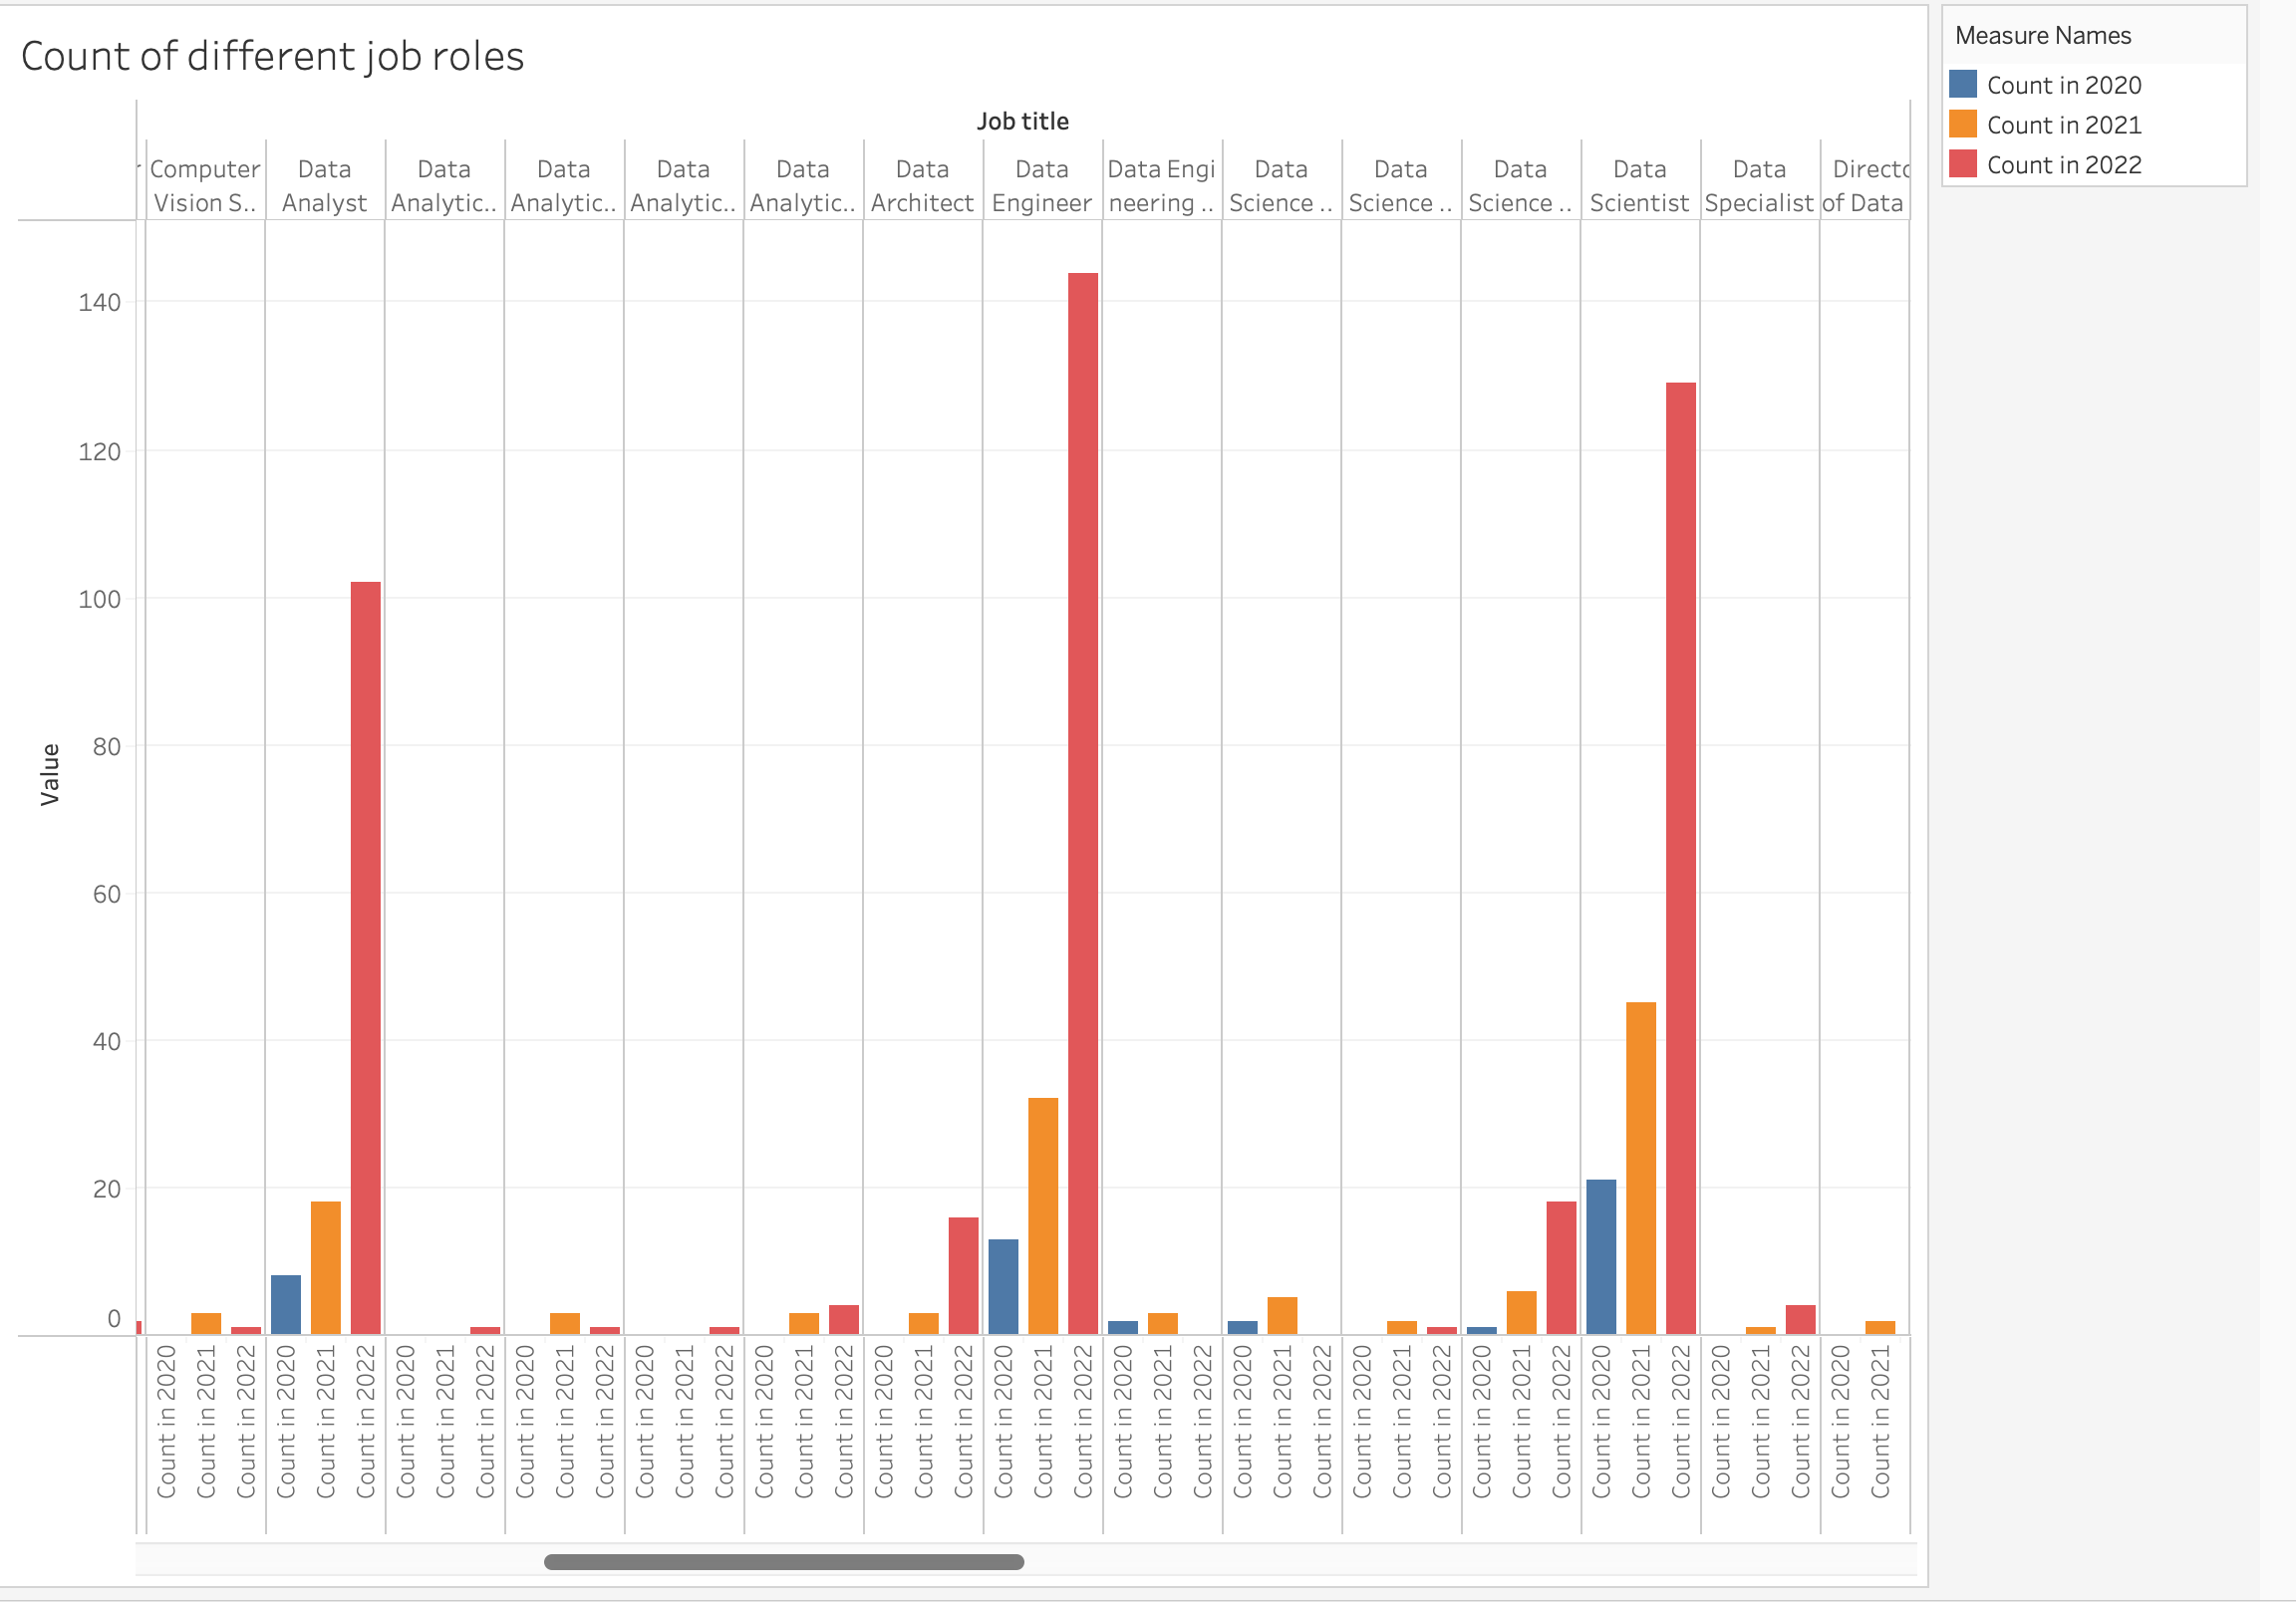 Count of different job roles
Measure Names
Count in 2020
Count in 2021
Count in 2022
Job title
Computer
Vision S..
Data
Analyst
Data
Analytic..
Data
Analytic..
Data
Analytic..
Data
Analytic..
Data
Architect
Data
Engineer
Data Engi
neering ..
Data
Science ..
Data
Science ..
Data
Science ..
Data
Scientist
Data
Specialist
Directo
of Data
Value
140
120
100
80
60
40
20
0
Count in 2020
Count in 2021
Count in 2022
Count in 2020
Count in 2021
Count in 2022
Count in 2020
Count in 2021
Count in 2022
Count in 2020
Count in 2021
Count in 2022
Count in 2020
Count in 2021
Count in 2022
Count in 2020
Count in 2021
Count in 2022
Count in 2020
Count in 2021
Count in 2022
Count in 2020
Count in 2021
Count in 2022
Count in 2020
Count in 2021
Count in 2022
Count in 2020
Count in 2021
Count in 2022
Count in 2020
Count in 2021
Count in 2022
Count in 2020
Count in 2021
Count in 2022
Count in 2020
Count in 2021
Count in 2022
Count in 2020
Count in 2021
Count in 2022
Count in 2020
Count in 2021